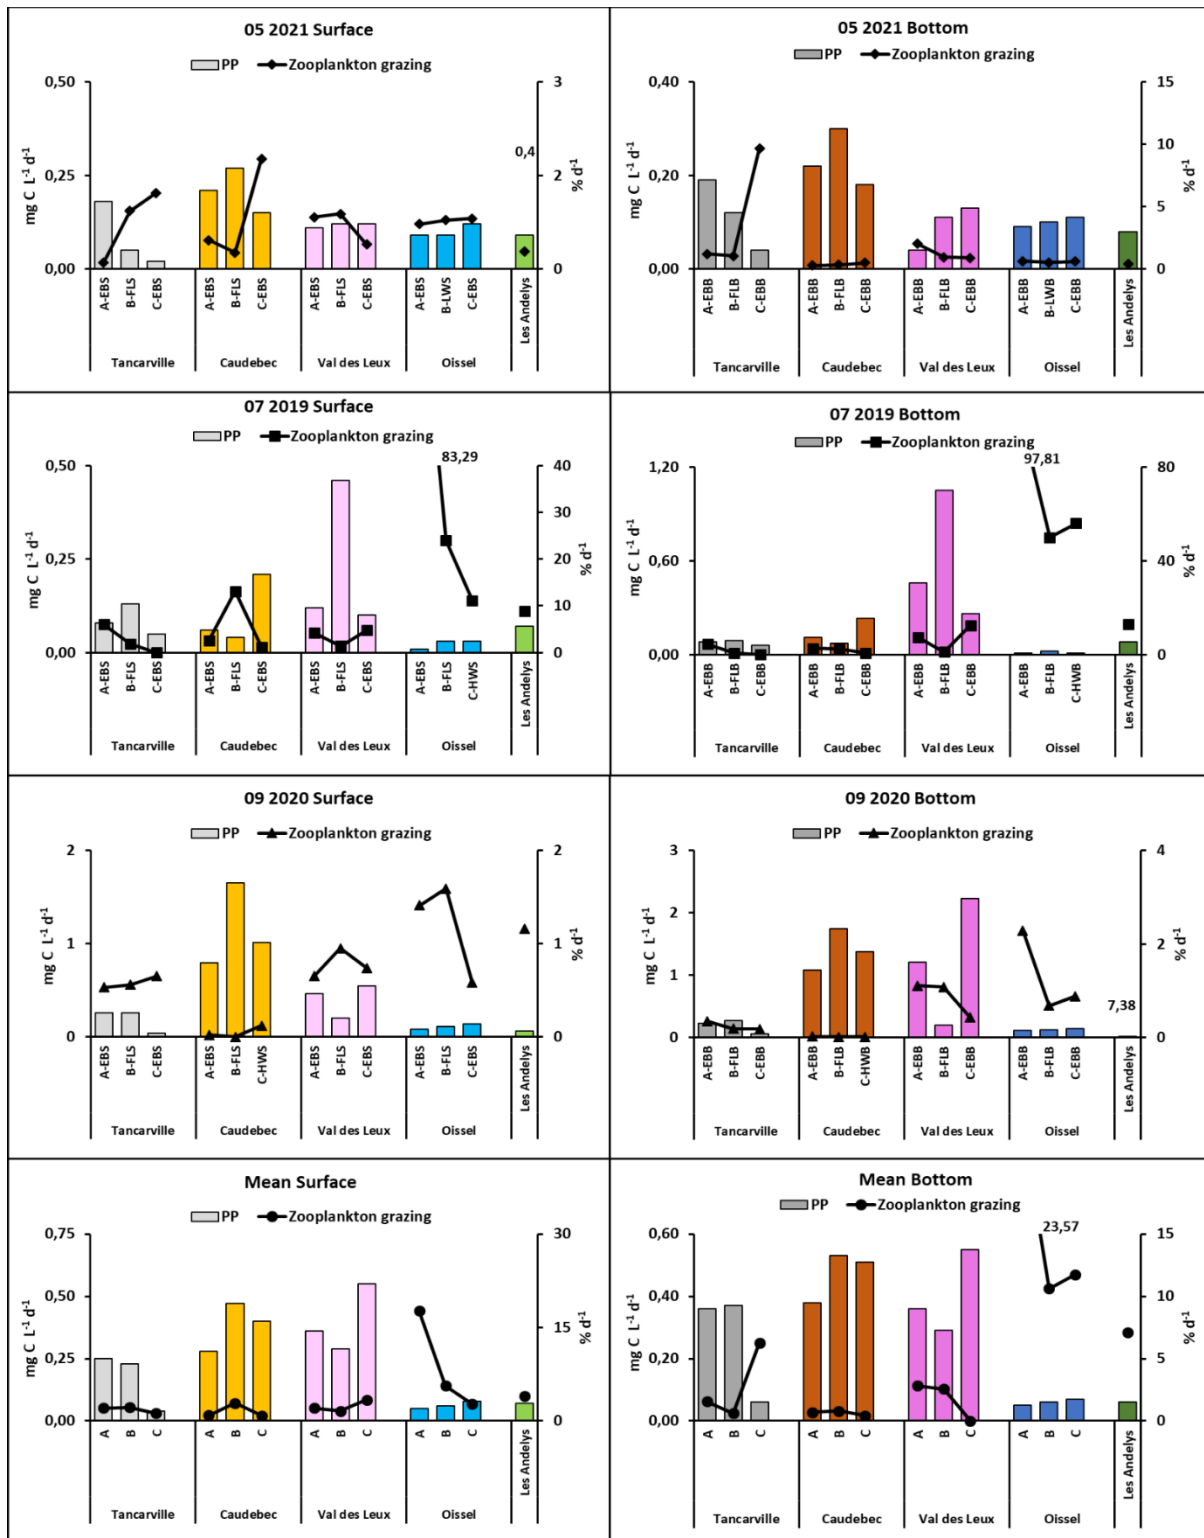 05 2021 Surface
PP Zooplankton grazing
0,50
0,25
0,00
mg C L-1 d-1
3
2
1
0
% d-1
0,4
A-EBS B-FLS C-EBS A-EBS B-FLS C-EBS A-EBS B-FLS C-EBS A-EBS B-LWS C-EBS Les Andelys
Tancarville Caudebec Val des Leux Oissel
05 2021 Bottom
PP Zooplankton grazing
0,40
0,20
0,00
mg C L-1 d-1
15
10
5
0
% d-1
A-EBB B-FLB C-EBB A-EBB B-FLB C-EBB A-EBB B-FLB C-EBB A-EBB B-LWB C-EBB Les Andelys
Tancarville Caudebec Val des Leux Oissel
07 2019 Surface
PP Zooplankton grazing
83,29
0,50
0,25
0,00
mg C L-1 d-1
40
30
20
10
0
% d-1
A-EBS B-FLS C-EBS A-EBS B-FLS C-EBS A-EBS B-FLS C-EBS A-EBS B-FLS C-HWS Les Andelys
Tancarville Caudebec Val des Leux Oissel
07 2019 Bottom
PP Zooplankton grazing
97,81
1,20
0,60
0,00
mg C L-1 d-1
80
40
0
% d-1
A-EBB B-FLB C-EBB A-EBB B-FLB C-EBB A-EBB B-FLB C-EBB A-EBB B-FLB C-HWB Les Andelys
Tancarville Caudebec Val des Leux Oissel
09 2020 Surface
PP Zooplankton grazing
2
1
0
mg C L-1 d-1
2
1
0
% d-1
A-EBS B-FLS C-EBS A-EBS B-FLS C-HWS A-EBS B-FLS C-EBS A-EBS B-FLS C-EBS Les Andelys
Tancarville Caudebec Val des Leux Oissel
09 2020 Bottom
PP Zooplankton grazing
3
2
1
0
mg C L-1 d-1
4
2
0
% d-1
7,38
A-EBB B-FLB C-EBB A-EBB B-FLB C-HWB A-EBB B-FLB C-EBB A-EBB B-FLB C-EBB Les Andelys
Tancarville Caudebec Val des Leux Oissel
Mean Surface
PP Zooplankton grazing
0,75
0,50
0,25
0,00
mg C L-1 d-1
30
15
0
% d-1
A B C A B C A B C A B C Les Andelys
Tancarville Caudebec Val des Leux Oissel
Mean Bottom
PP Zooplankton grazing
23,57
0,60
0,40
0,20
0,00
mg C L-1 d-1
15
10
5
0
% d-1
A B C A B C A B C A B C Les Andelys
Tancarville Caudebec Val des Leux Oissel